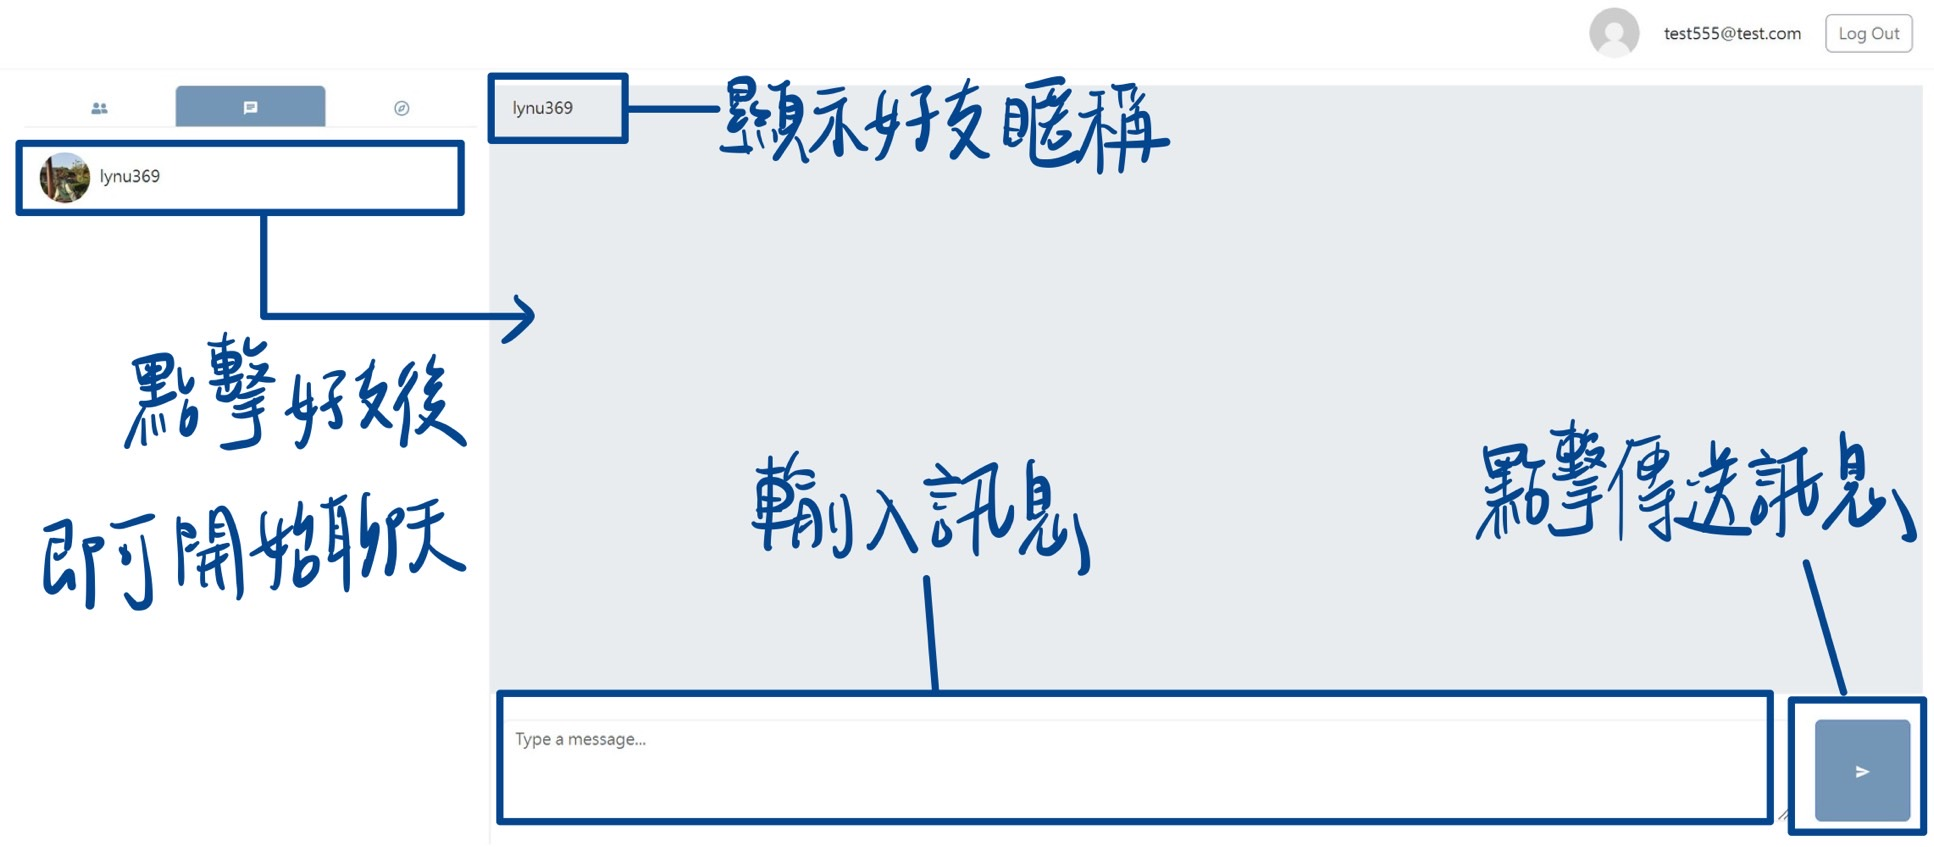 test555@test.com
Log Out
lynu369
顯示好友暱稱
lynu369
點擊好友後
即可開始聊天
輸入訊息
點擊傳送訊息
Type a message...